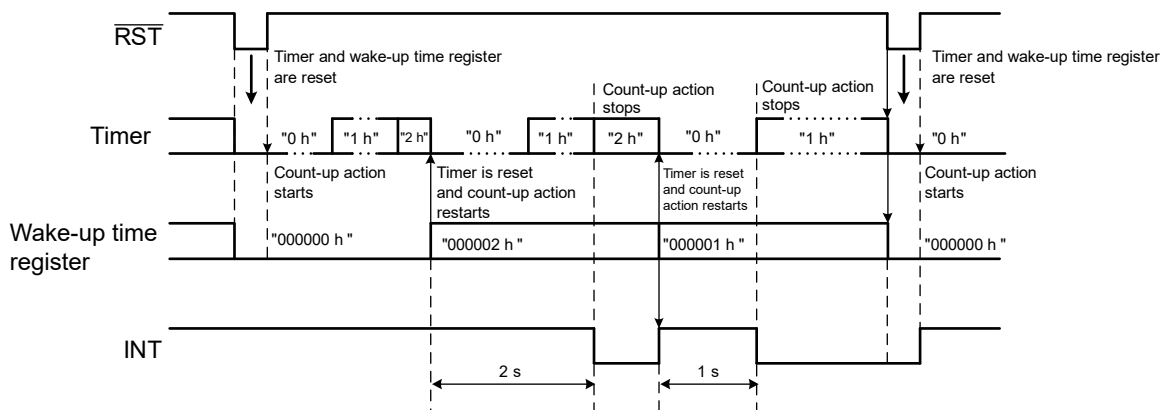 RST
Timer and wake-up time register
are reset
Timer and wake-up time register
are reset
Count-up action
stops
Count-up action
stops
Timer
"0 h"
"1 h"
"2 h"
"0 h"
"1 h"
"2 h"
"0 h"
"1 h"
"0 h"
Count-up action
starts
Timer is reset
and count-up action
restarts
Timer is reset
and count-up
action restarts
Count-up action
starts
Wake-up time
register
"000000 h "
"000002 h "
"000001 h "
"000000 h "
INT
2 s
1 s